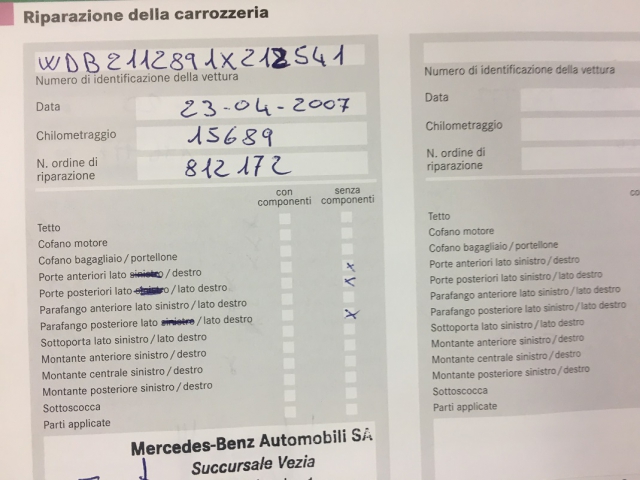 Riparazione della carrozzeria
WDB2112891X212541
Numero di identificazione della vettura
Data 23-04-2007
Chilometraggio 15689
N. ordine di
riparazione 812172
con
componenti
senza
componenti
Tetto
Cofano motore
Cofano bagagliaio / portellone
Porte anteriori lato sinistro / destro x
Porte posteriori lato sinistro / lato destro x
Parafango anteriore lato sinistro / lato destro
Parafango posteriore lato sinistro / lato destro x
Sottoporta lato sinistro / lato destro
Montante anteriore sinistro / destro
Montante centrale sinistro / destro
Montante posteriore sinistro / destro
Sottoscocca
Parti applicate
Mercedes-Benz Automobili SA
Succursale Vezia
Numero di identificazione della vettura
Data
Chilometraggio
N. ordine di
riparazione
co
Tetto
Cofano motore
Cofano bagagliaio / portellone
Porte anteriori lato sinistro / destro
Porte posteriori lato sinistro / lato destro
Parafango anteriore lato sinistro / lato destro
Parafango posteriore lato sinistro / lato destro
Sottoporta lato sinistro / lato destro
Montante anteriore sinistro / destro
Montante centrale sinistro / destro
Montante posteriore sinistro / destro
Sottoscocca
Parti applicate